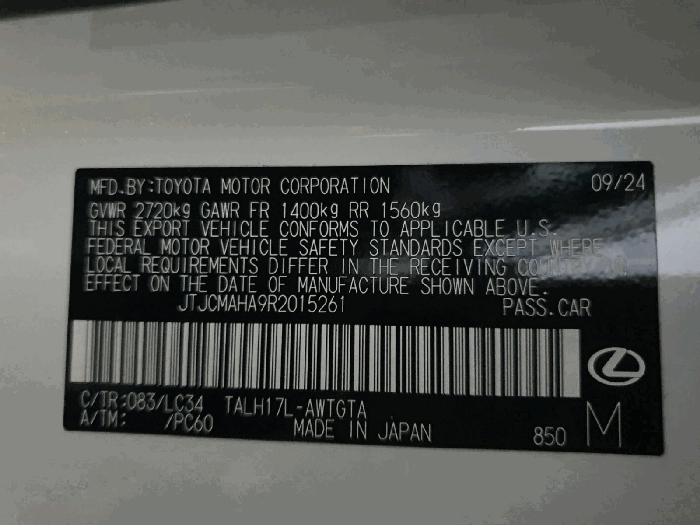 MFD.BY:TOYOTA MOTOR CORPORATION 09/24
GVWR 2720kg GAWR FR 1400kg RR 1560kg
THIS EXPORT VEHICLE CONFORMS TO APPLICABLE U.S.
FEDERAL MOTOR VEHICLE SAFETY STANDARDS EXCEPT WHERE
LOCAL REQUIREMENTS DIFFER IN THE RECEIVING
EFFECT ON THE DATE OF MANUFACTURE SHOWN ABOVE.
JTJCMAHA9R2015261 PASS.CAR
C/TR:083/LC34 TALH17L-AWTGTA
A/TM: /PC60 MADE IN JAPAN 850 M